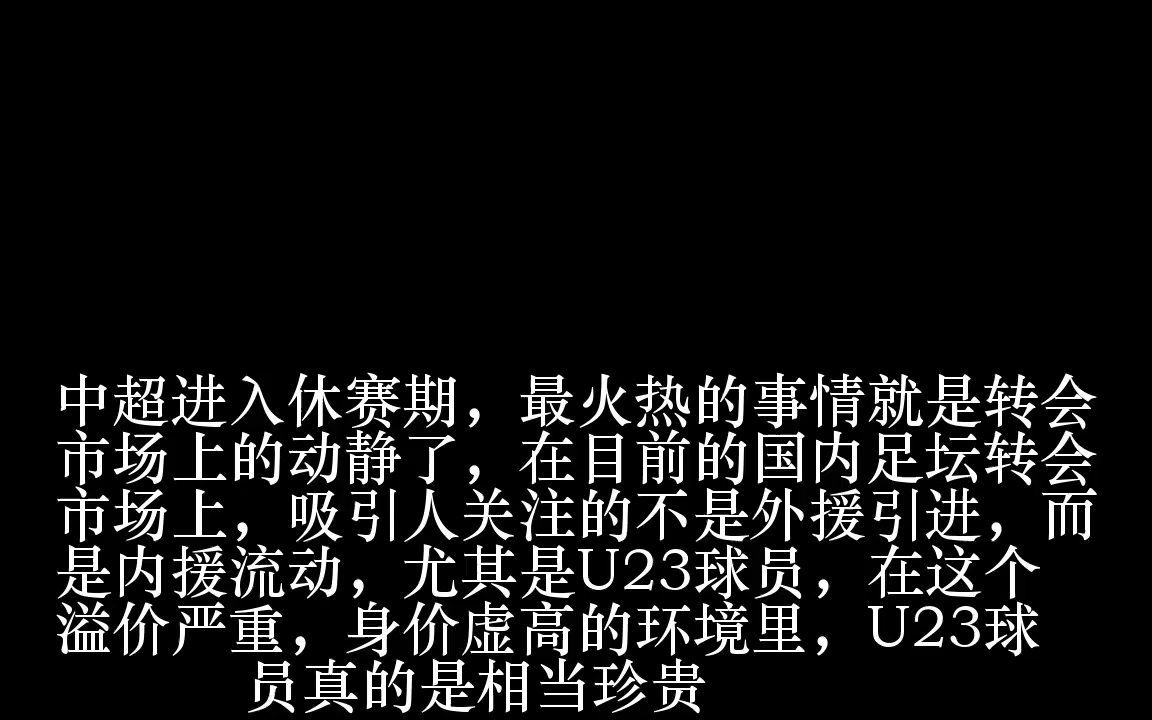 中超进入休赛期，最火热的事情就是转会
市场上的动静了，在目前的国内足坛转会
市场上，吸引人关注的不是外援引进，而
是内援流动，尤其是U23球员，在这个
溢价严重，身价虚高的环境里，U23球
员真的是相当珍贵